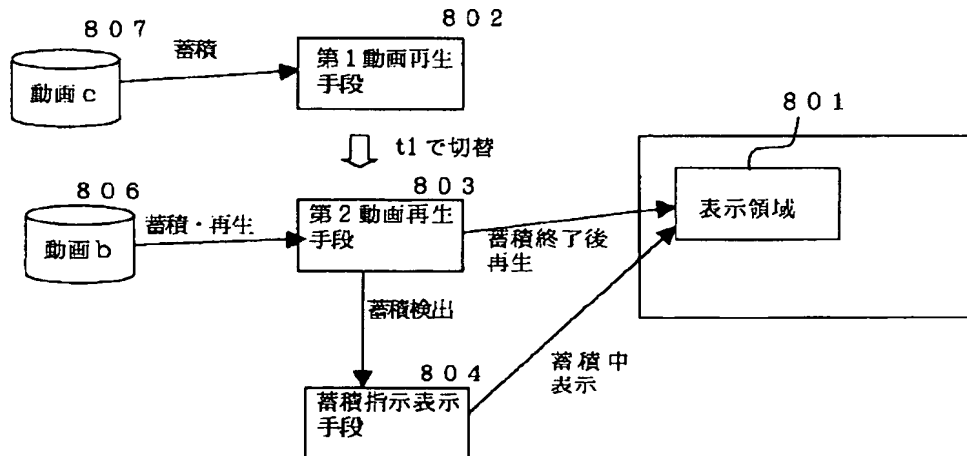 ８０７
８０２
動画ｃ
蓄積
第１動画再生
手段
t1で切替
８０１
表示領域
８０６
８０３
動画ｂ
蓄積・再生
第２動画再生
手段
蓄積終了後
再生
蓄積検出
８０４
蓄積指示表示
手段
蓄積中
表示